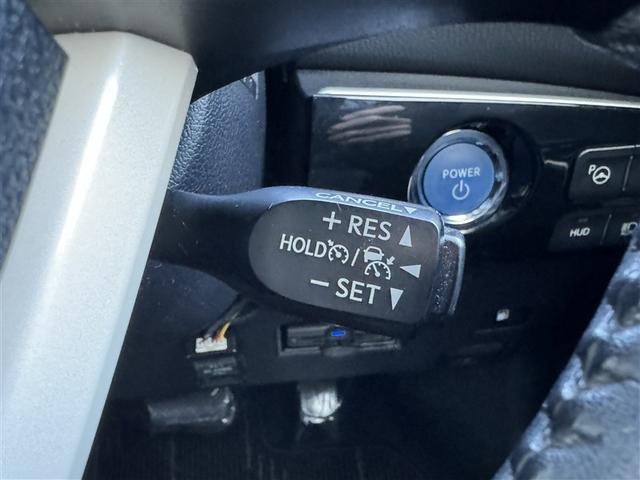 CANCEL
+ RES
HOLD /
- SET
POWER
P
HUD